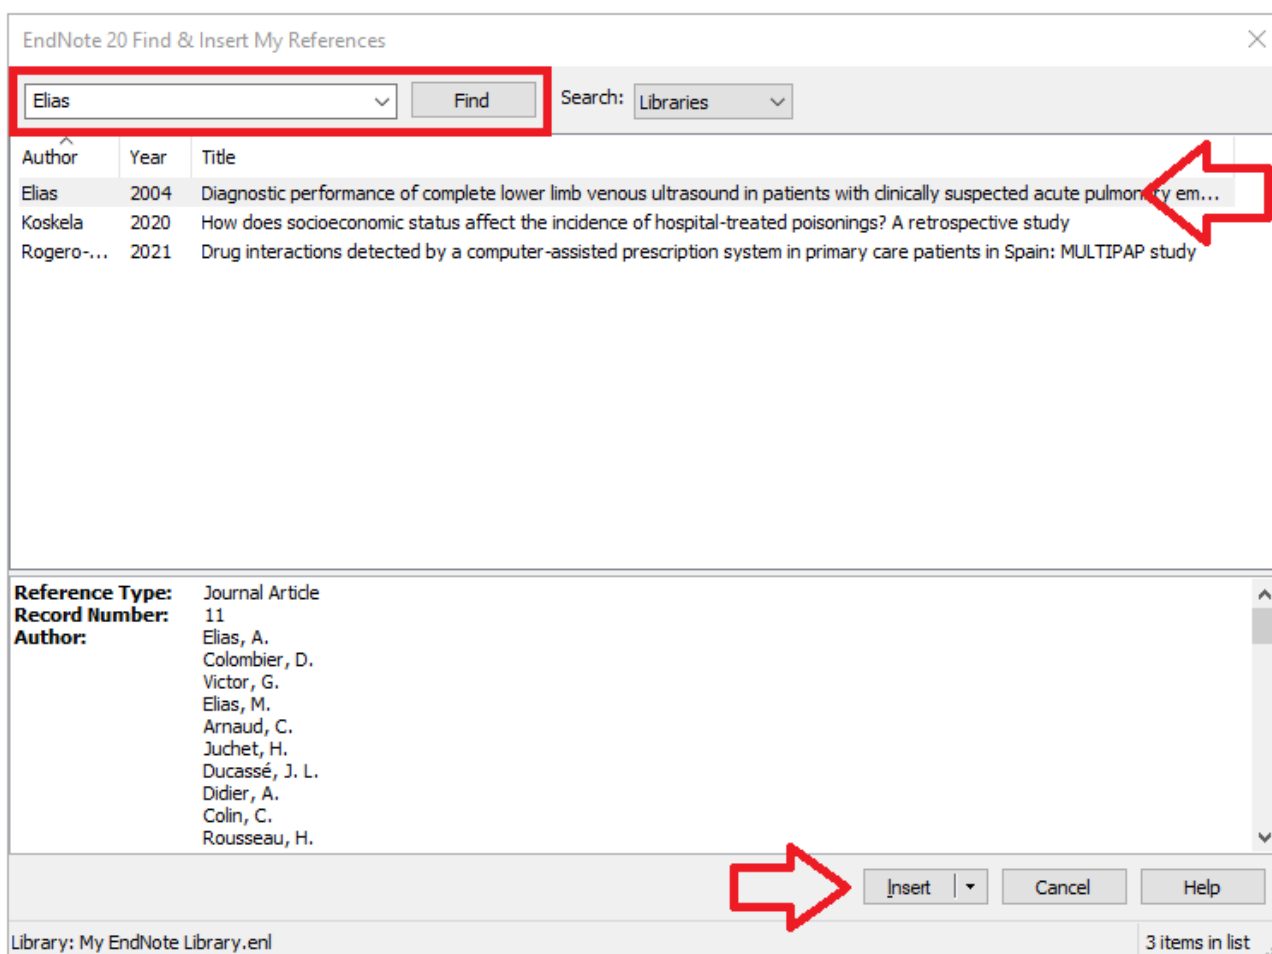 EndNote 20 Find & Insert My References
Elias Find Search: Libraries
Author Year Title
Elias 2004 Diagnostic performance of complete lower limb venous ultrasound in patients with clinically suspected acute pulmonary em...
Koskela 2020 How does socioeconomic status affect the incidence of hospital-treated poisonings? A retrospective study
Rogero-... 2021 Drug interactions detected by a computer-assisted prescription system in primary care patients in Spain: MULTIPAP study
Reference Type: Journal Article
Record Number: 11
Author: Elias, A.
Colombier, D.
Victor, G.
Elias, M.
Arnaud, C.
Juchet, H.
Ducassé, J. L.
Didier, A.
Colin, C.
Rousseau, H.
Insert Cancel Help
Library: My EndNote Library.enl 3 items in list